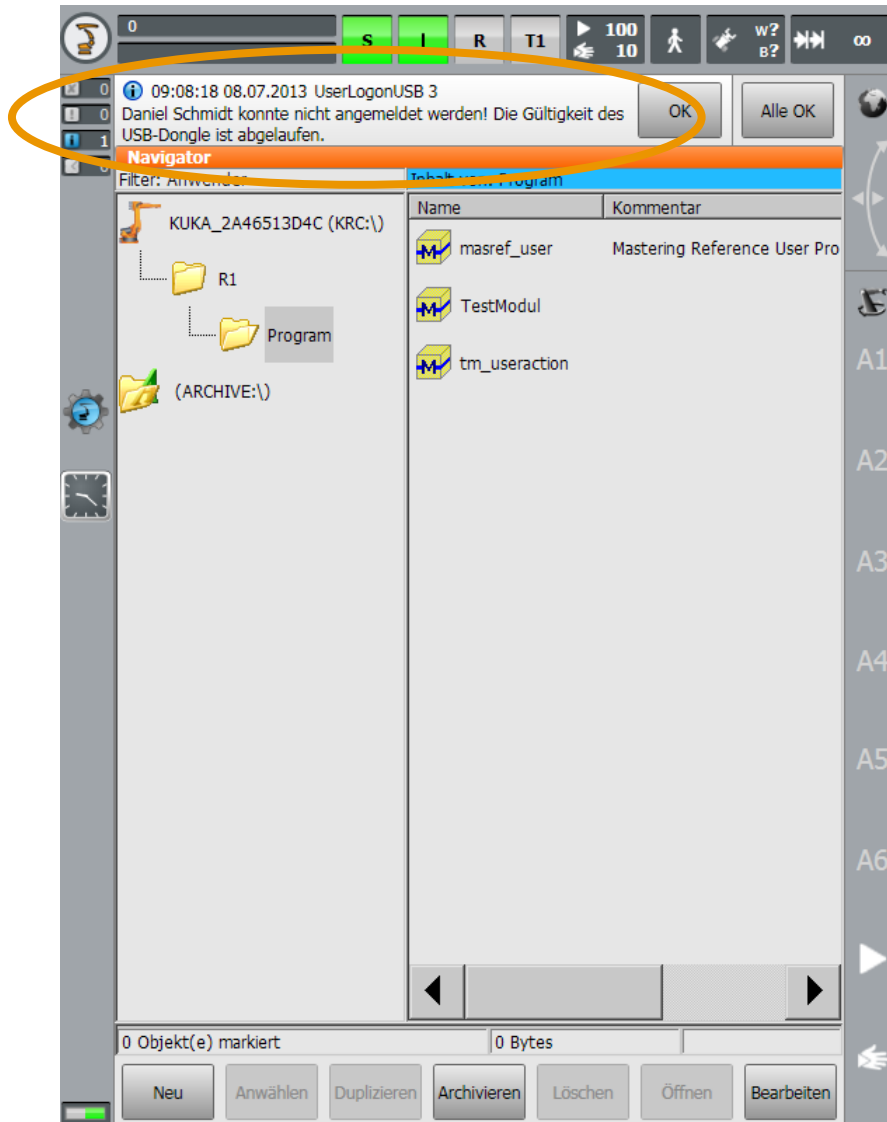 0
S I R T1 100 10 W? B? ∞
0
0
1
0
09:08:18 08.07.2013 UserLogonUSB 3
Daniel Schmidt konnte nicht angemeldet werden! Die Gültigkeit des
USB-Dongle ist abgelaufen.
OK
Alle OK
Navigator
Filter: Anwender
Inhalt von: Program
KUKA_2A46513D4C (KRC:\)
R1
Program
(ARCHIVE:\)
Name Kommentar
masref_user Mastering Reference User Pro
TestModul
tm_useraction
A1
A2
A3
A4
A5
A6
0 Objekt(e) markiert 0 Bytes
Neu Anwählen Duplizieren Archivieren Löschen Öffnen Bearbeiten